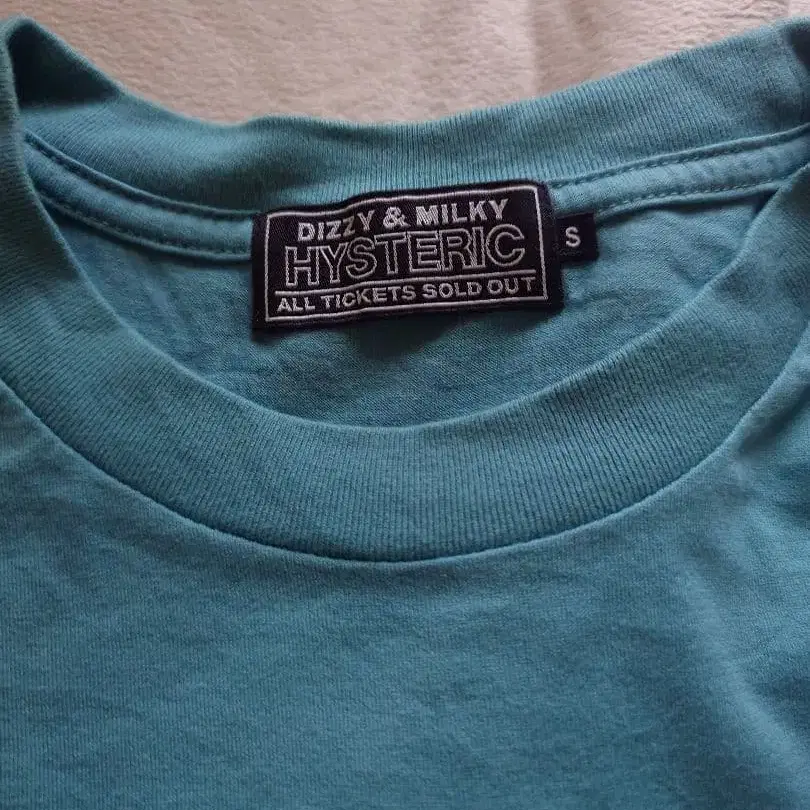 DIZZY & MILKY
HYSTERIC
ALL TICKETS SOLD OUT
S